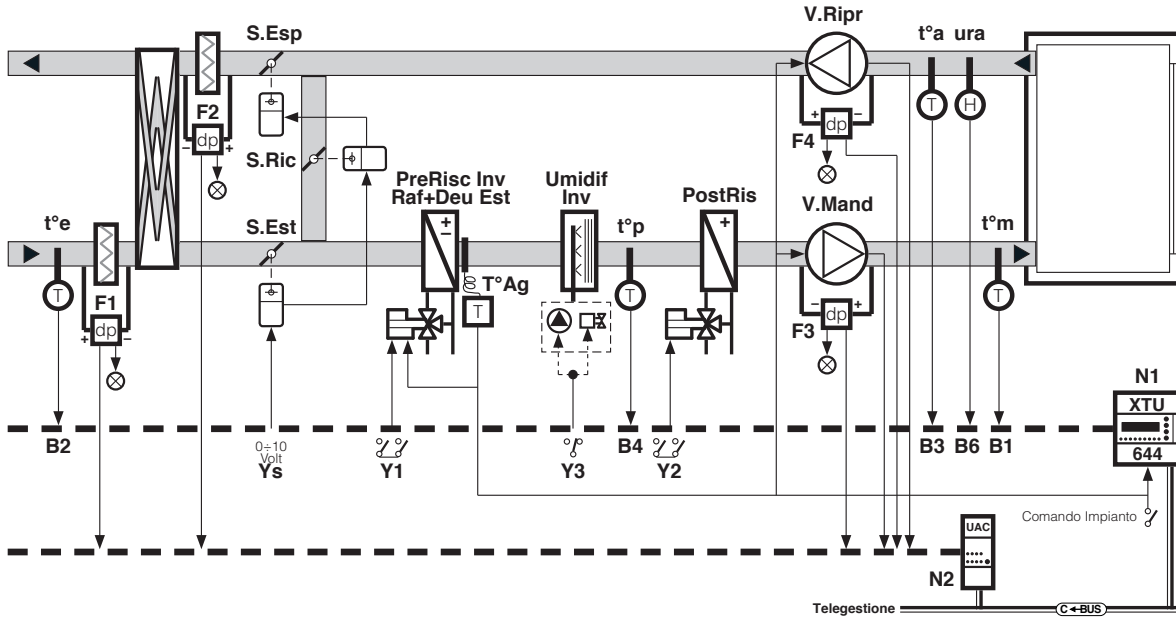 V.Ripr
S.Esp
t°a ura
F2
dp
− +
T
H
+ −
dp
F4
S.Ric
PreRisc Inv
Raf+Deu Est
Umidif
Inv
PostRis
V.Mand
t°e
S.Est
+
−
t°p
+
t°m
T°Ag
T
F1
T
T
T
− +
dp
F3
dp
+ −
N1
XTU
644
B2
0÷10
Volt
Ys
Y1
Y3
B4
Y2
B3
B6
B1
Comando Impianto
UAC
N2
Telegestione
C BUS